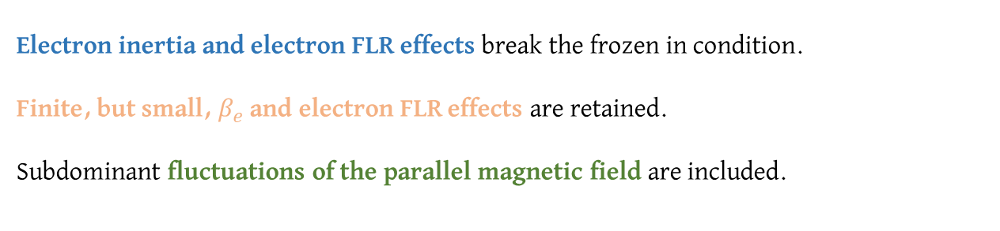 Electron inertia and electron FLR effects break the frozen in condition.
Finite, but small, βₑ and electron FLR effects are retained.
Subdominant fluctuations of the parallel magnetic field are included.